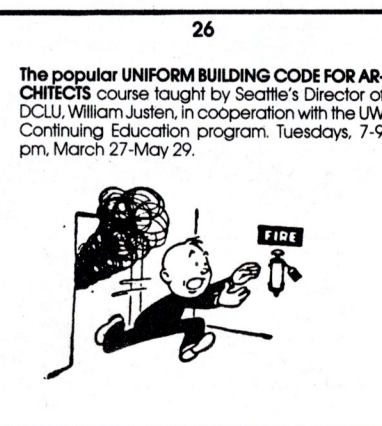 26
The popular UNIFORM BUILDING CODE FOR AR-
CHITECTS course taught by Seattle's Director of
DCLU, William Justen, in cooperation with the UW
Continuing Education program. Tuesdays, 7-9
pm, March 27-May 29.
FIRE